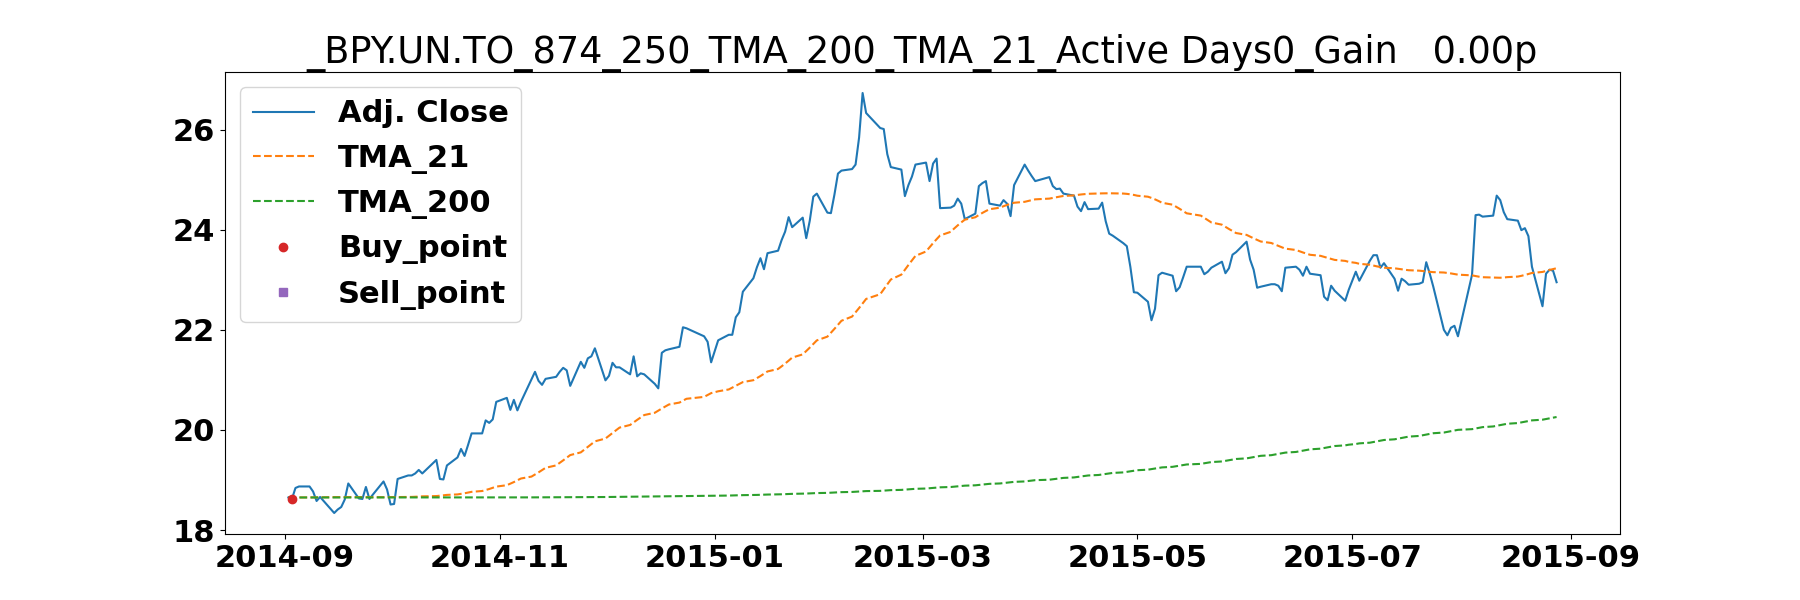 _BPY.UN.TO_874_250_TMA_200_TMA_21_Active Days0_Gain   0.00p
Adj. Close
TMA_21
TMA_200
Buy_point
Sell_point
26
24
22
20
18
2014-09 2014-11 2015-01 2015-03 2015-05 2015-07 2015-09